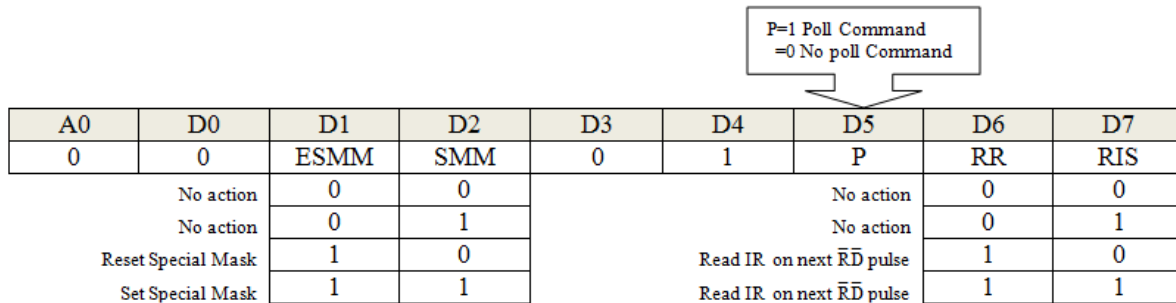 P=1 Poll Command
=0 No poll Command
A0 D0 D1 D2 D3 D4 D5 D6 D7
0 0 ESMM SMM 0 1 P RR RIS
No action 0 0 No action 0 0
No action 0 1 No action 0 1
Reset Special Mask 1 0 Read IR on next R̅D̅ pulse 1 0
Set Special Mask 1 1 Read IR on next R̅D̅ pulse 1 1